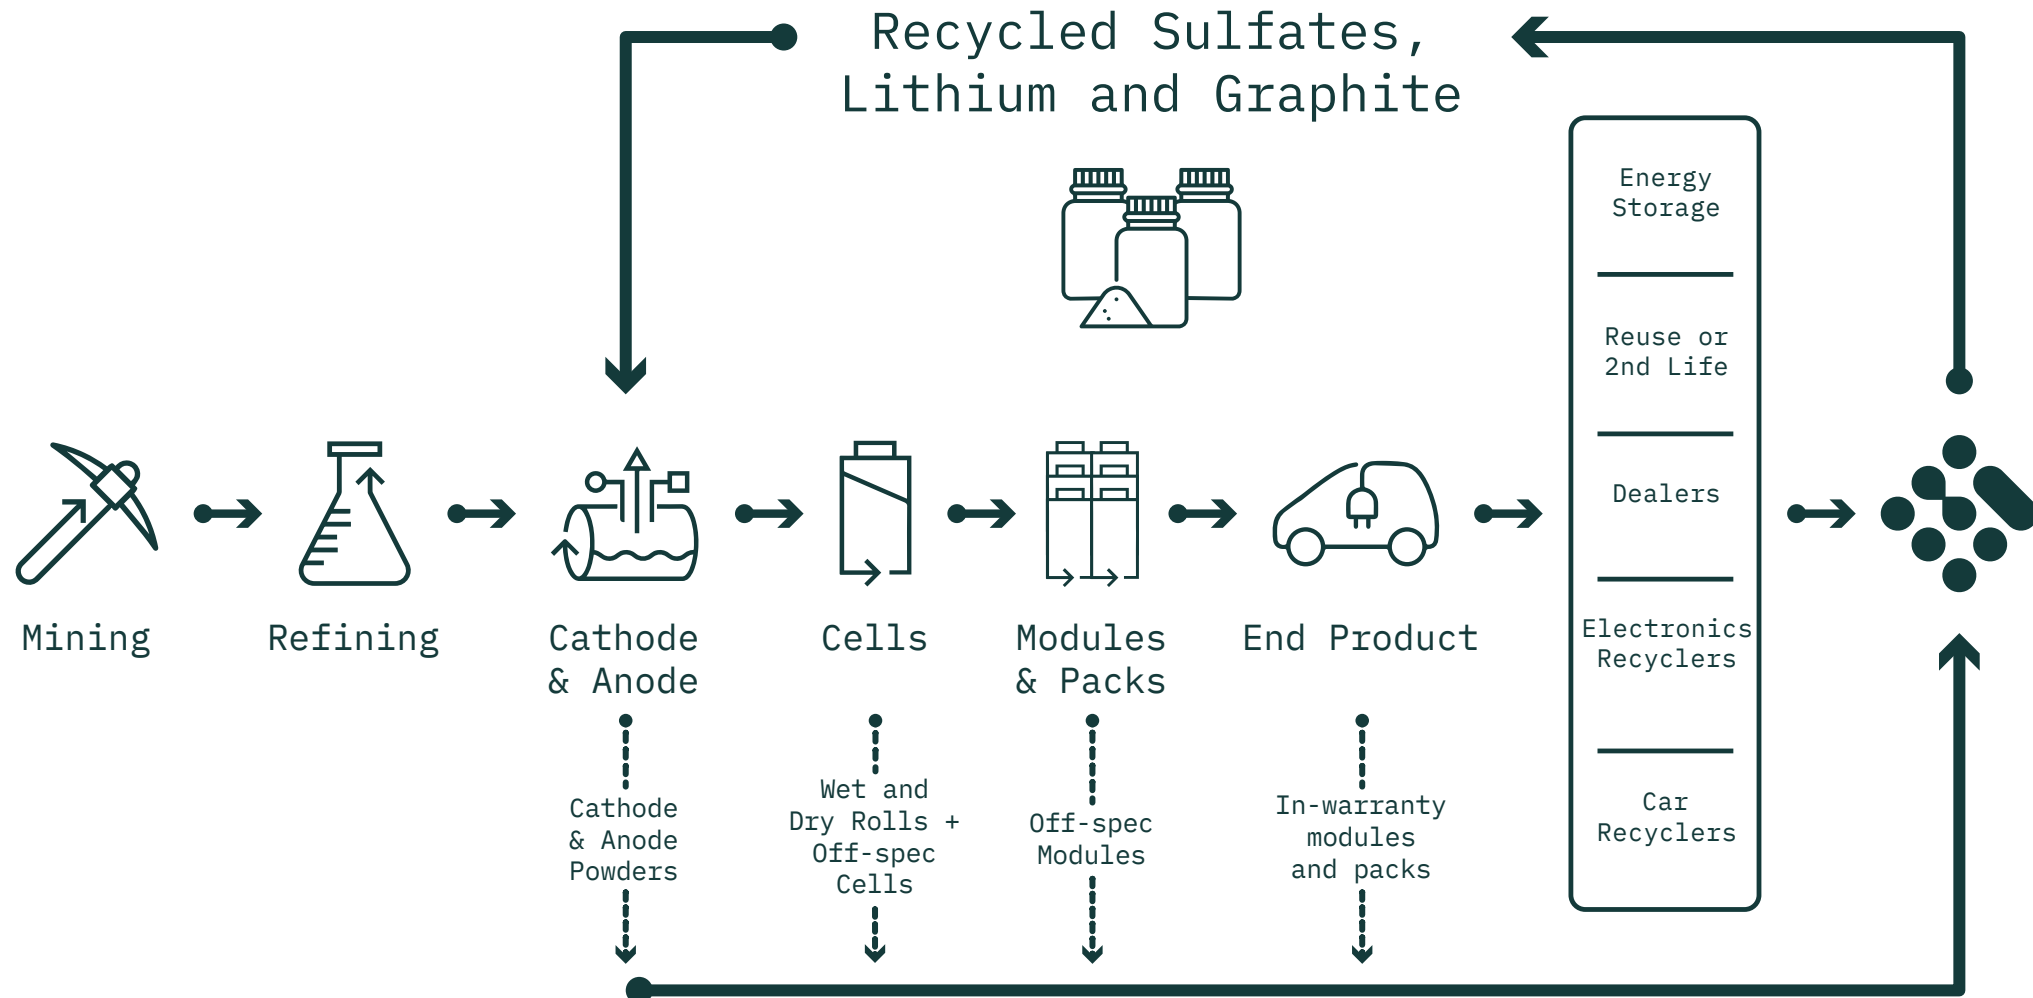 Recycled Sulfates,
Lithium and Graphite
Energy
Storage
Reuse or
2nd Life
Dealers
Electronics
Recyclers
Car
Recyclers
Mining
Refining
Cathode
& Anode
Cells
Modules
& Packs
End Product
Cathode
& Anode
Powders
Wet and
Dry Rolls +
Off-spec
Cells
Off-spec
Modules
In-warranty
modules
and packs